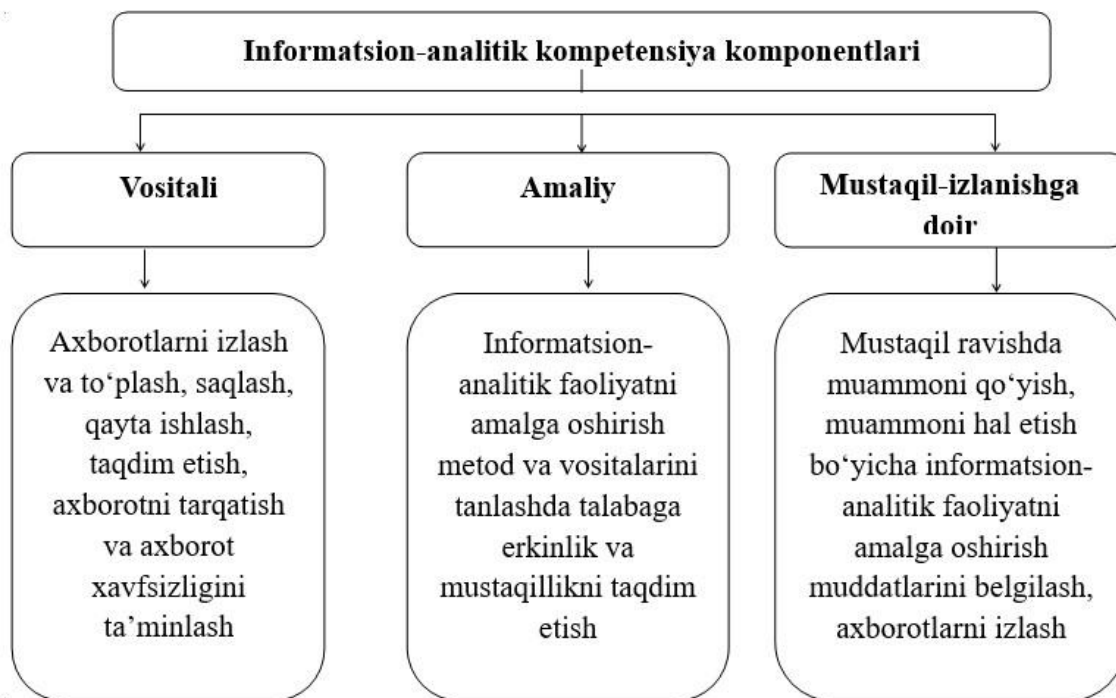 Informatsion-analitik kompetensiya komponentlari
Vositali
Amaliy
Mustaqil-izlanishga
doir
Axborotlarni izlash
va to‘plash, saqlash,
qayta ishlash,
taqdim etish,
axborotni tarqatish
va axborot
xavfsizligini
ta’minlash
Informatsion-
analitik faoliyatni
amalga oshirish
metod va vositalarini
tanlashda talabaga
erkinlik va
mustaqillikni taqdim
etish
Mustaqil ravishda
muammoni qo‘yish,
muammoni hal etish
bo‘yicha informatsion-
analitik faoliyatni
amalga oshirish
muddatlarini belgilash,
axborotlarni izlash